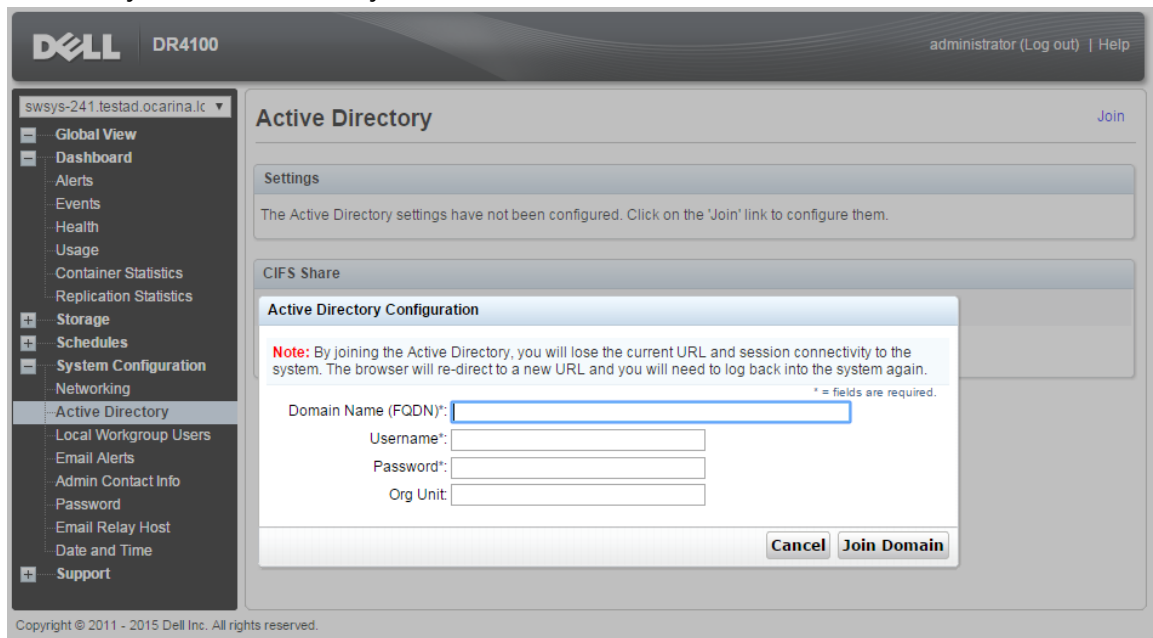 DELL DR4100 administrator (Log out) | Help
swsys-241.testad.ocarina.lc
Global View
Dashboard
Alerts
Events
Health
Usage
Container Statistics
Replication Statistics
Storage
Schedules
System Configuration
Networking
Active Directory
Local Workgroup Users
Email Alerts
Admin Contact Info
Password
Email Relay Host
Date and Time
Support
Active Directory Join
Settings
The Active Directory settings have not been configured. Click on the 'Join' link to configure them.
CIFS Share
Active Directory Configuration
Note: By joining the Active Directory, you will lose the current URL and session connectivity to the
system. The browser will re-direct to a new URL and you will need to log back into the system again.
* = fields are required.
Domain Name (FQDN)*:
Username*:
Password*:
Org Unit:
Cancel Join Domain
Copyright © 2011 - 2015 Dell Inc. All rights reserved.